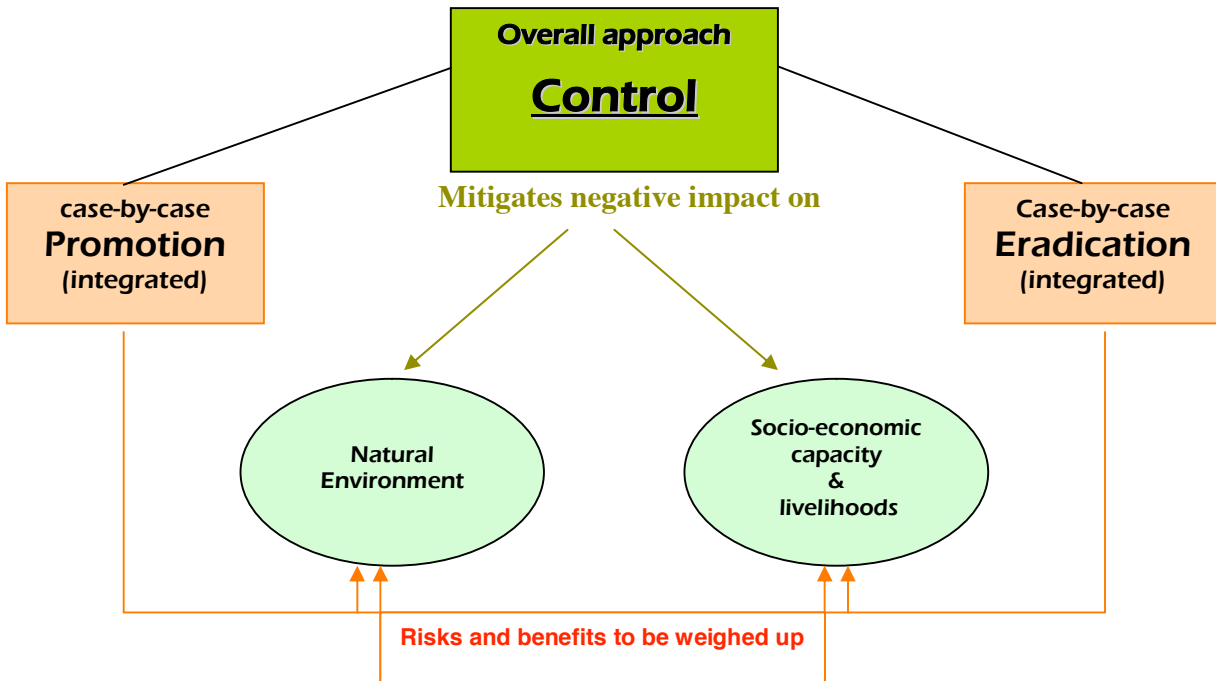 Overall approach
Control
Mitigates negative impact on
case-by-case
Promotion
(integrated)
Case-by-case
Eradication
(integrated)
Natural
Environment
Socio-economic
capacity
&
livelihoods
Risks and benefits to be weighed up